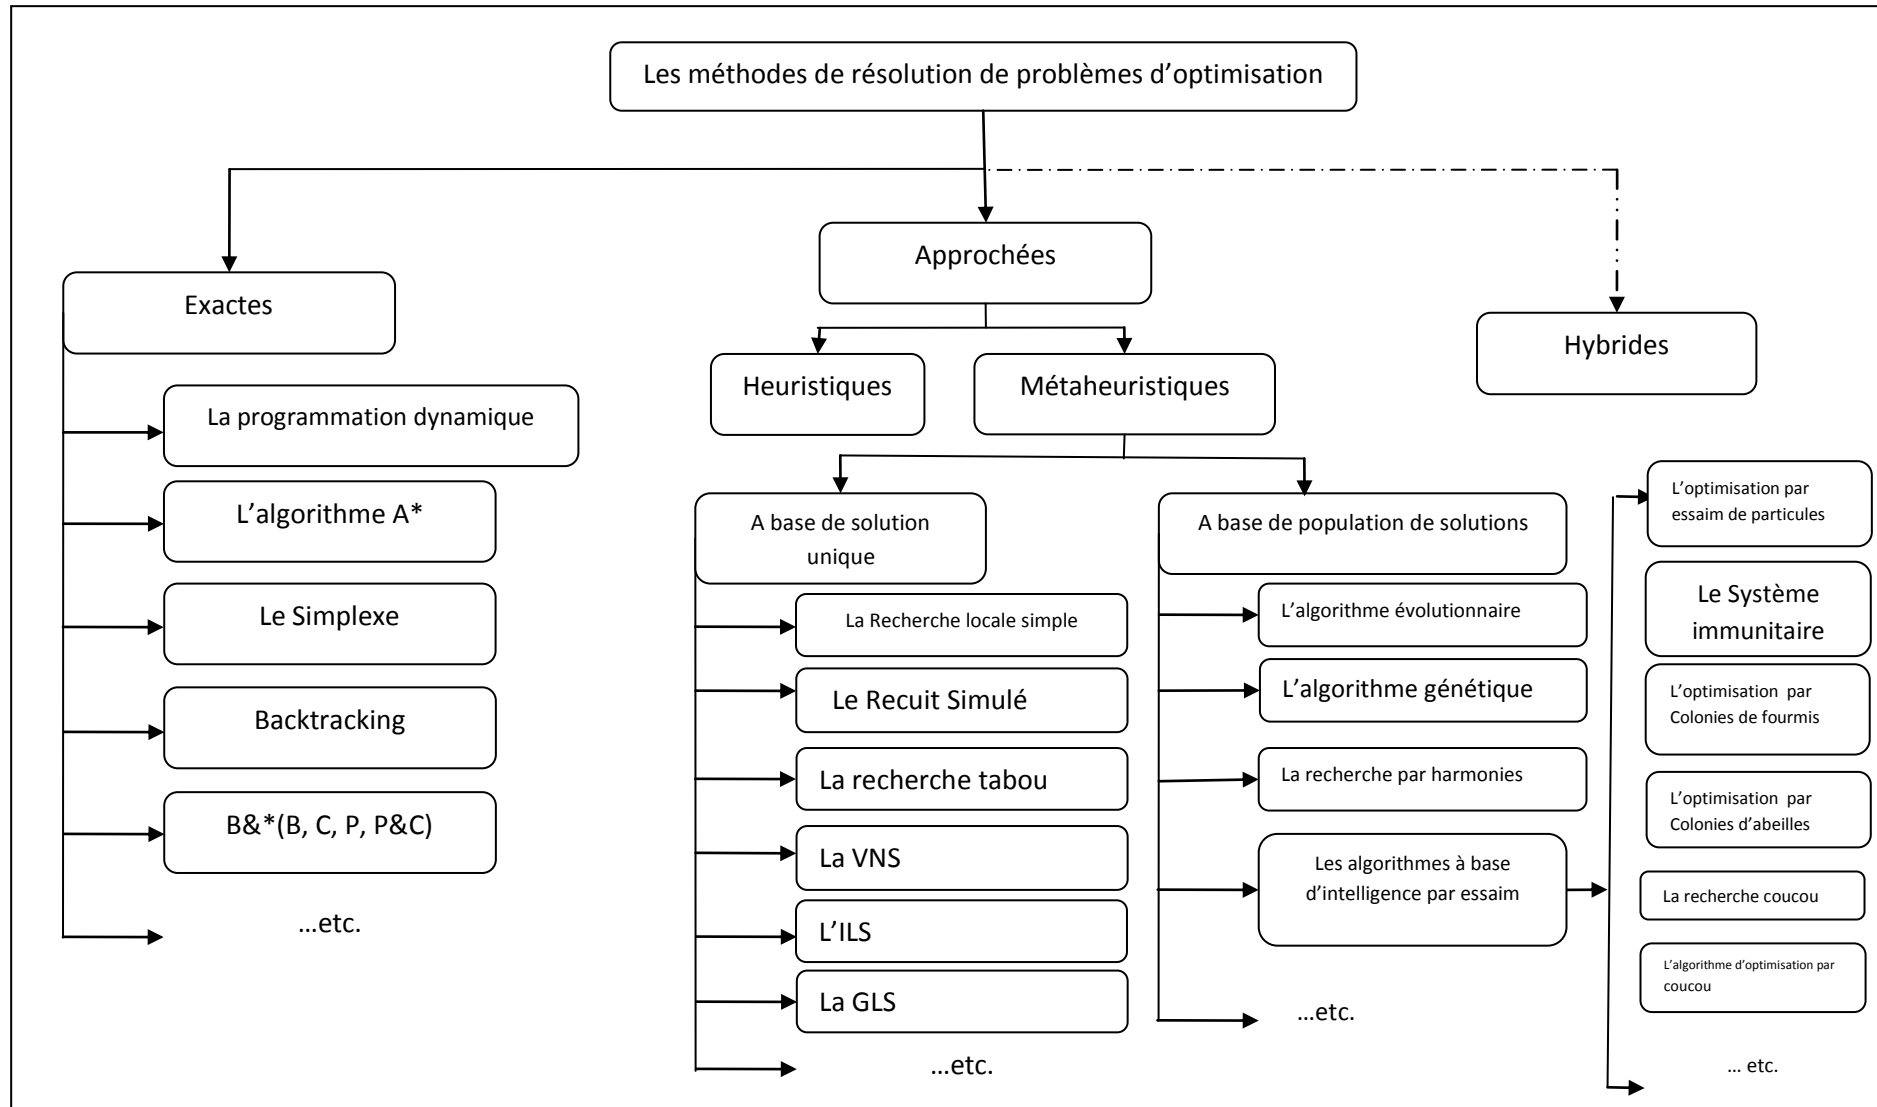 Les méthodes de résolution de problèmes d’optimisation
Approchées
Exactes
Hybrides
Heuristiques
Métaheuristiques
La programmation dynamique
L’algorithme A*
Le Simplexe
Backtracking
B&*(B, C, P, P&C)
…etc.
A base de solution
unique
La Recherche locale simple
Le Recuit Simulé
La recherche tabou
La VNS
L’ILS
La GLS
…etc.
A base de population de solutions
L’algorithme évolutionnaire
L’algorithme génétique
La recherche par harmonies
Les algorithmes à base
d’intelligence par essaim
…etc.
L’optimisation par
essaim de particules
Le Système
immunitaire
L’optimisation par
Colonies de fourmis
L’optimisation par
Colonies d’abeilles
La recherche coucou
L’algorithme d’optimisation par
coucou
… etc.